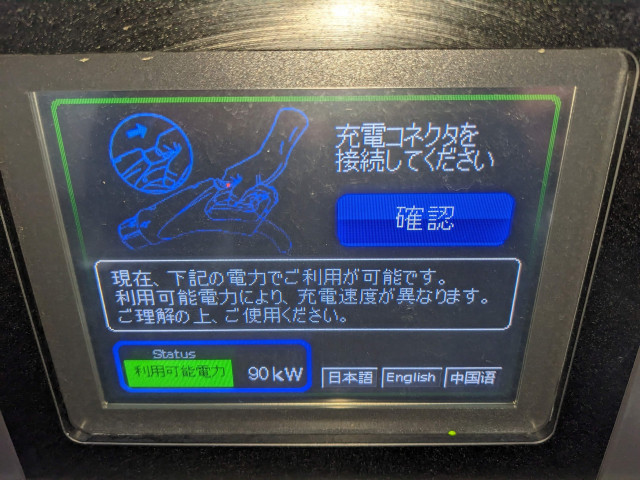 充電コネクタを
接続してください
確認
現在、下記の電力でご利用が可能です。
利用可能電力により、充電速度が異なります。
ご理解の上、ご使用ください。
Status
利用可能電力 90kW
日本語 English 中国语